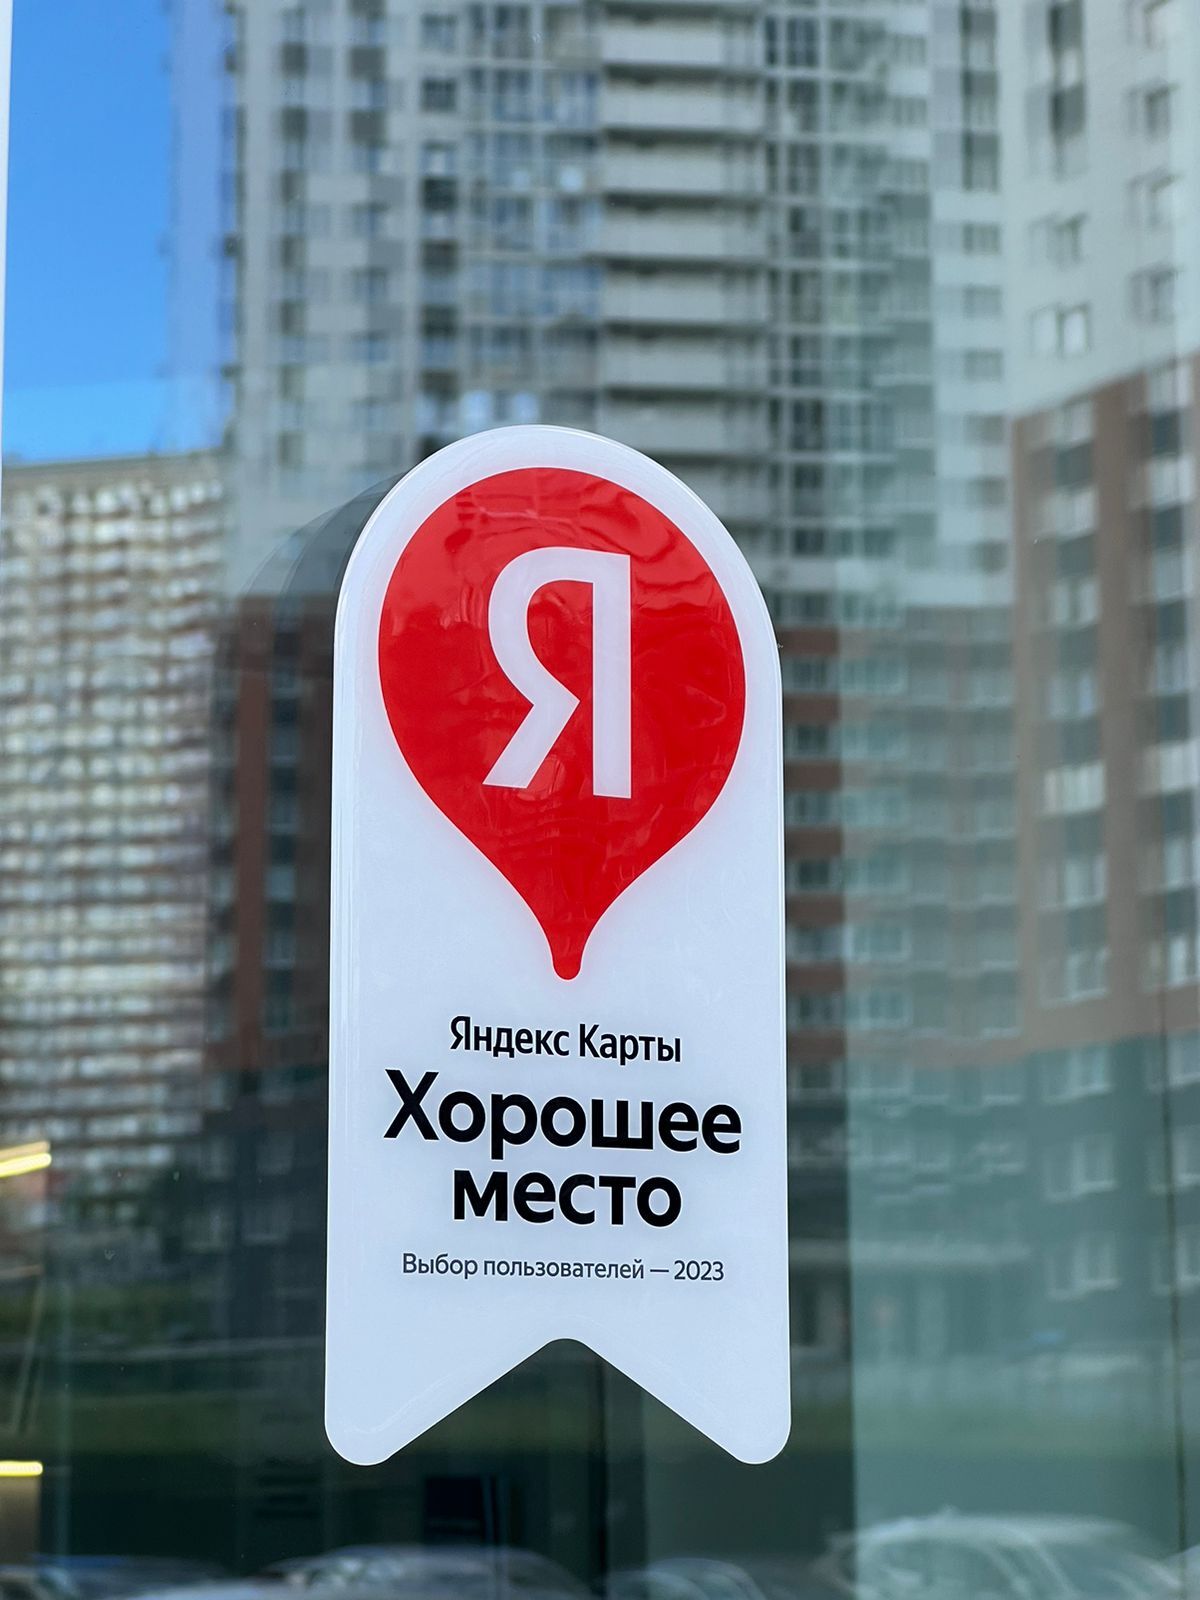 Я
Яндекс Карты
Хорошее
место
Выбор пользователей — 2023